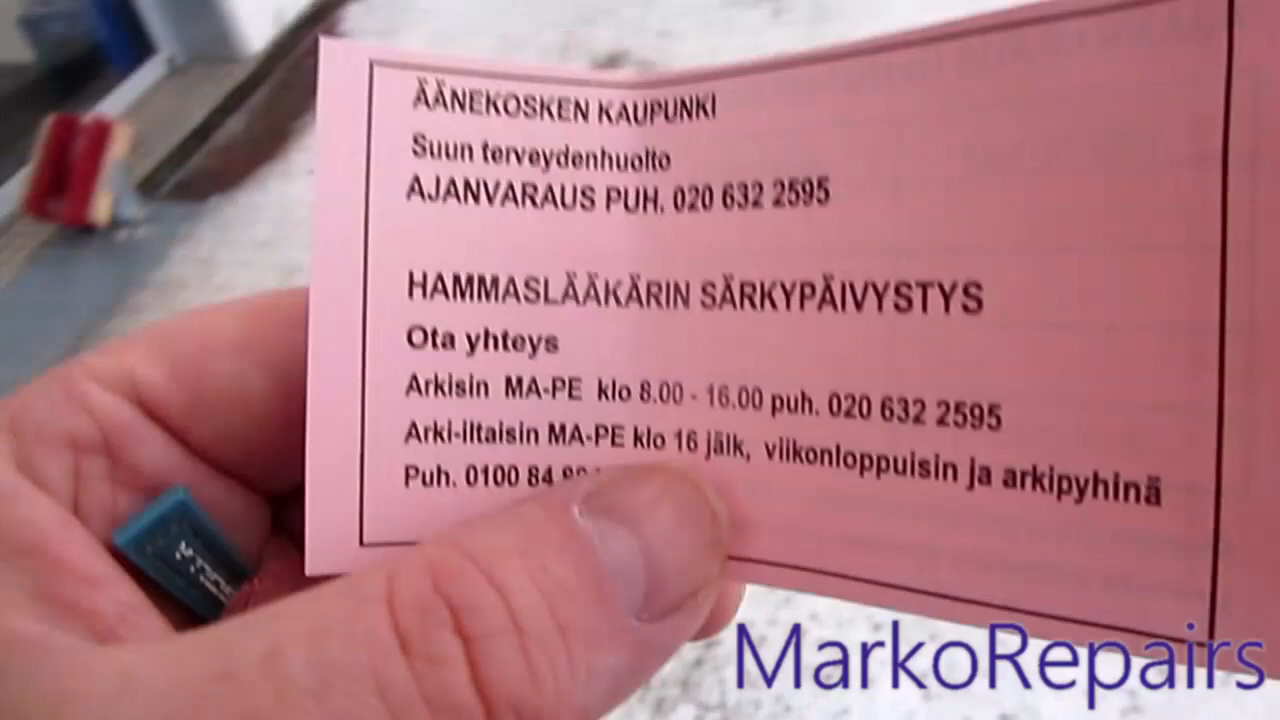 ÄÄNEKOSKEN KAUPUNKI
Suun terveydenhuolto
AJANVARAUS PUH. 020 632 2595
HAMMASLÄÄKÄRIN SÄRKYPÄIVYSTYS
Ota yhteys
Arkisin MA-PE klo 8.00 - 16.00 puh. 020 632 2595
Arki-iltaisin MA-PE klo 16 jälk, viikonloppuisin ja arkipyhinä
Puh. 0100 84
MarkoRepairs